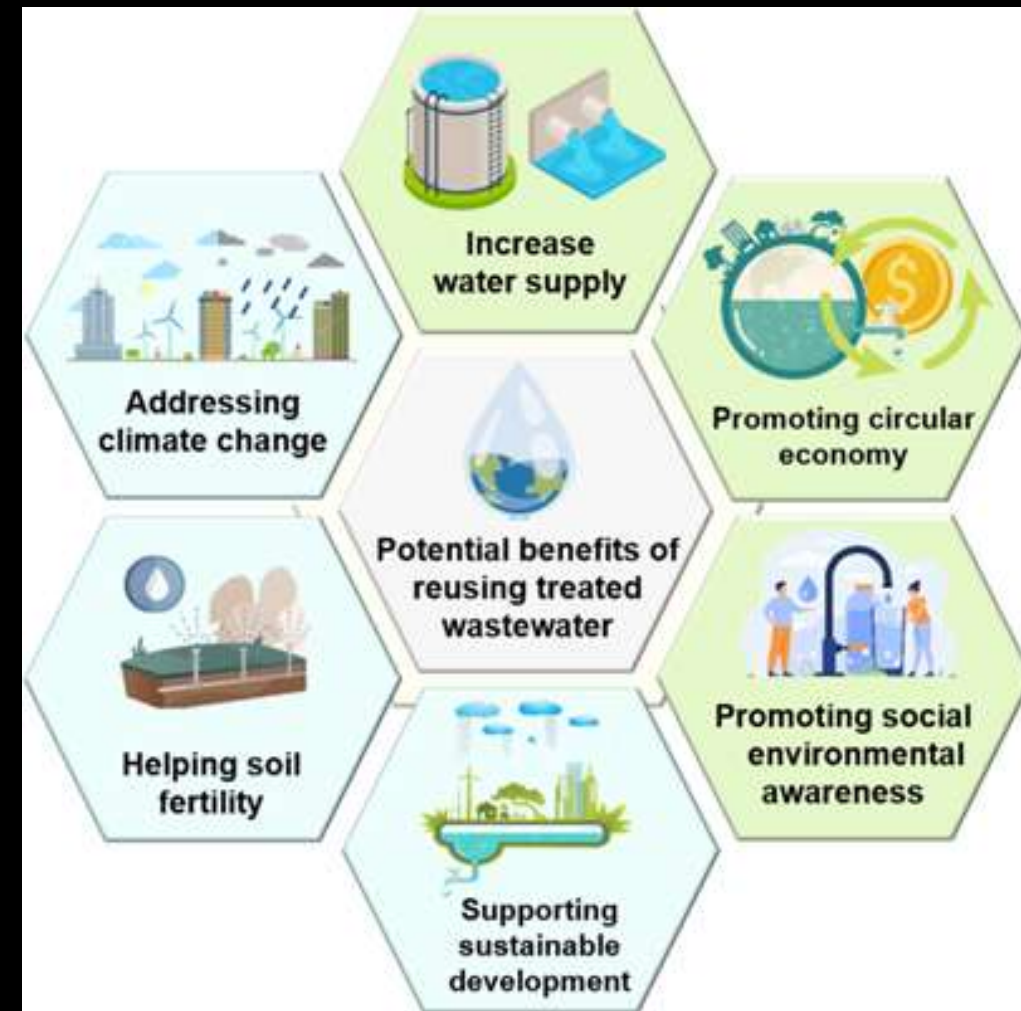 Increase
water supply
Addressing
climate change
Promoting circular
economy
Potential benefits of
reusing treated
wastewater
Helping soil
fertility
Promoting social
environmental
awareness
Supporting
sustainable
development
$